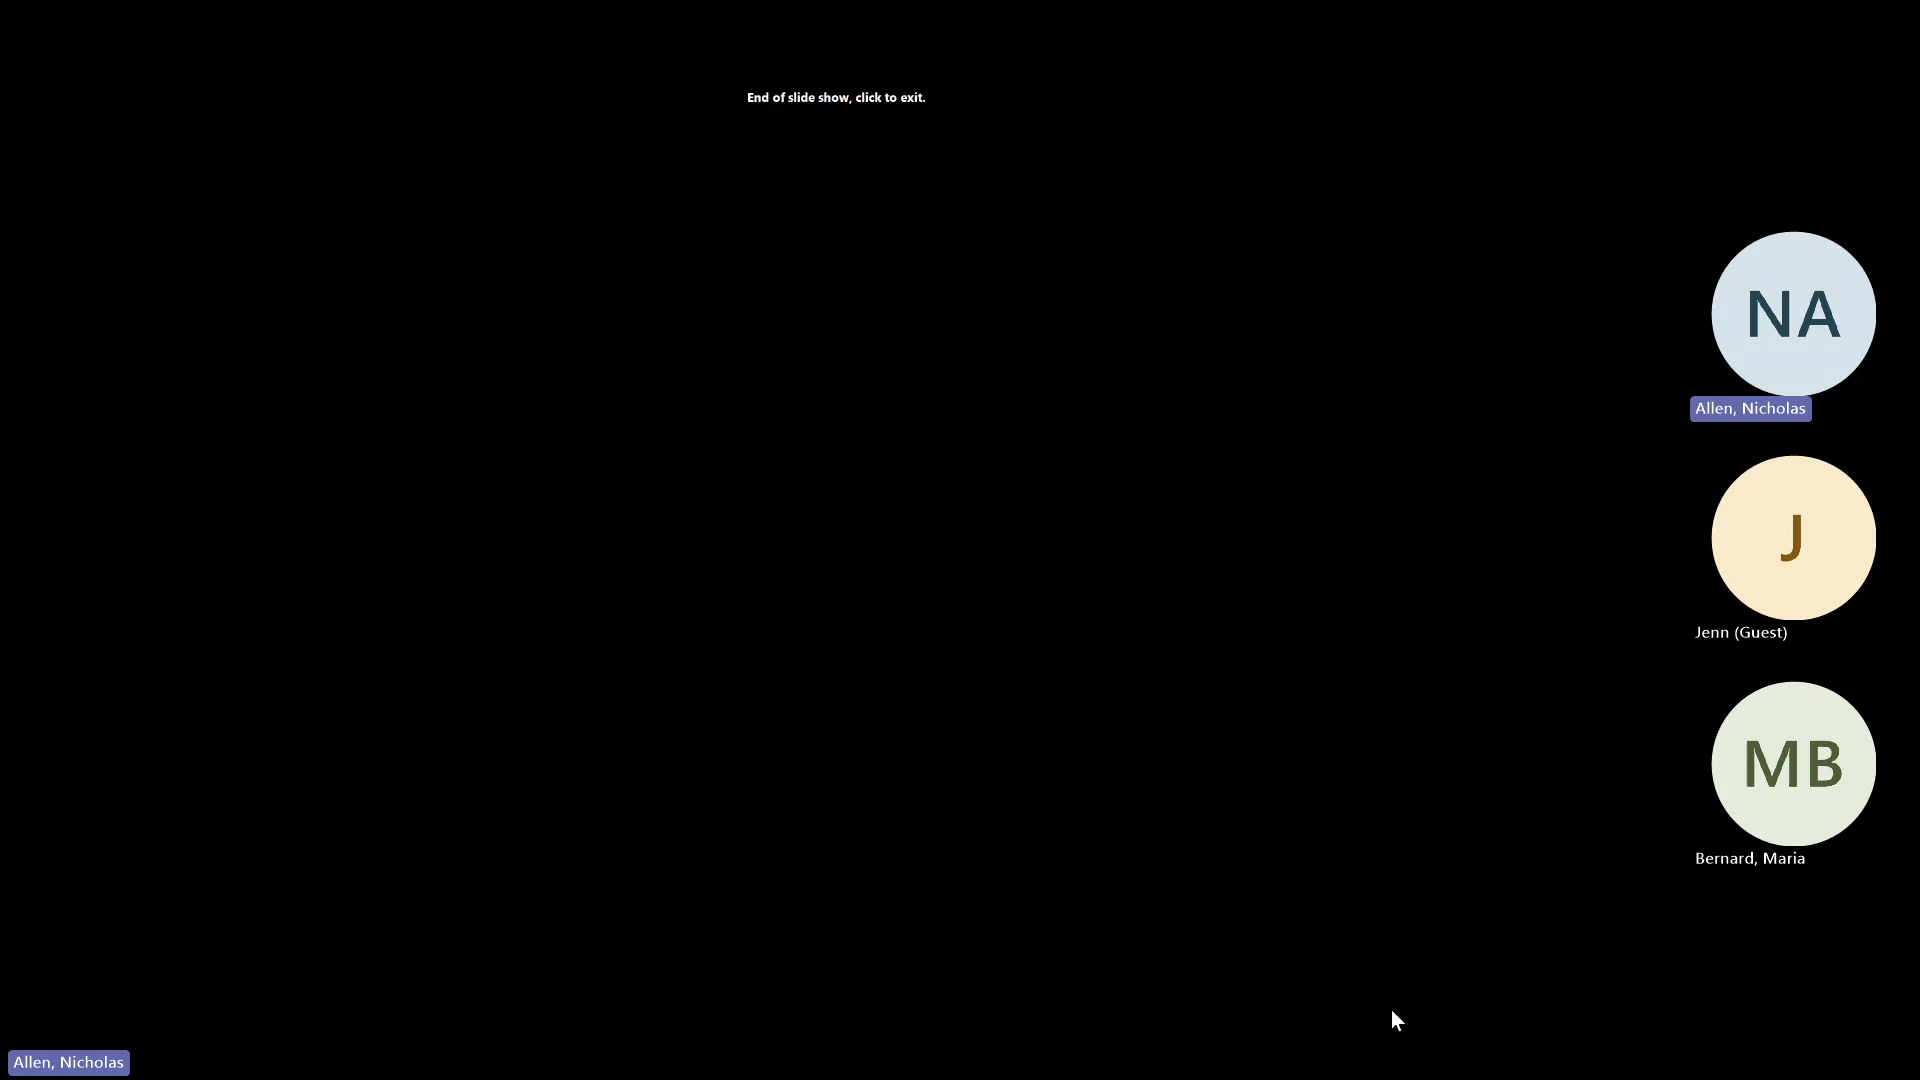 End of slide show, click to exit.
NA
Allen, Nicholas
J
Jenn (Guest)
MB
Bernard, Maria
Allen, Nicholas